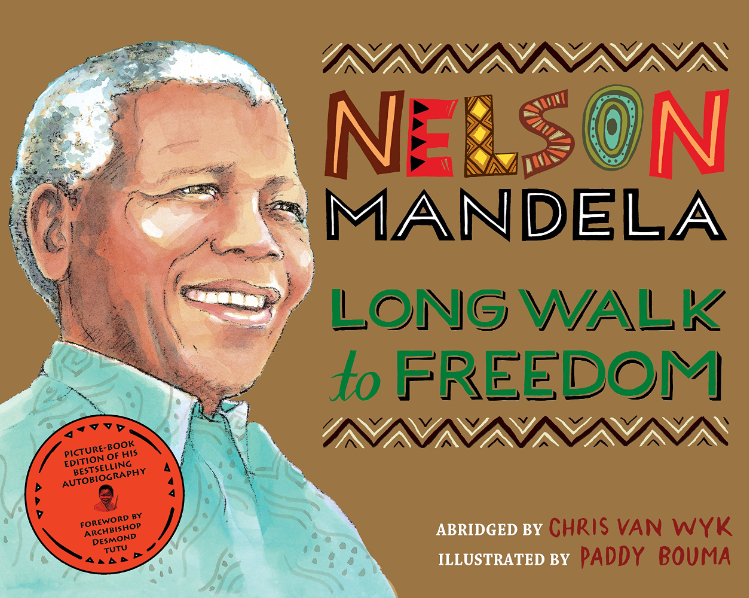 NELSON
MANDELA
LONG WALK
to FREEDOM
PICTURE-BOOK
EDITION OF HIS
BESTSELLING
AUTOBIOGRAPHY
FOREWORD BY
ARCHBISHOP
DESMOND
TUTU
ABRIDGED BY CHRIS VAN WYK
ILLUSTRATED BY PADDY BOUMA